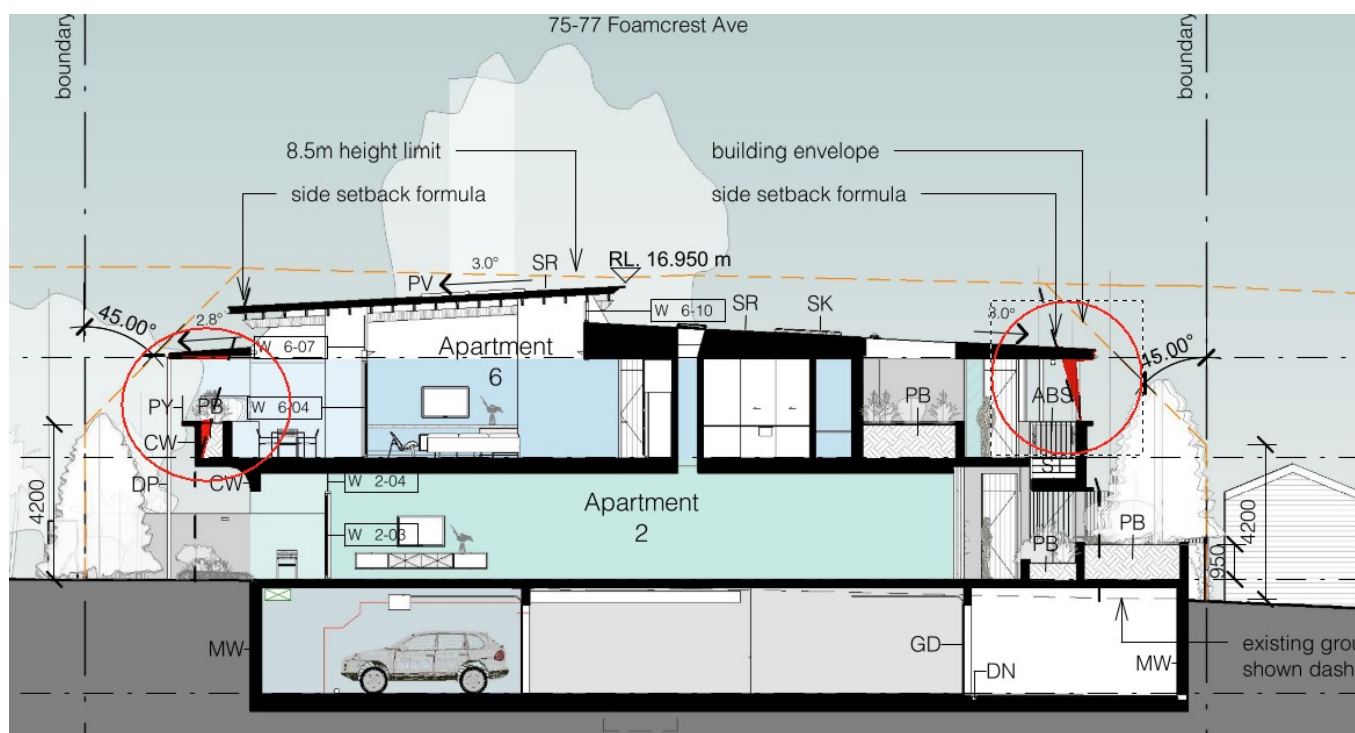 75-77 Foamcrest Ave
boundary
boundary
8.5m height limit
building envelope
side setback formula
side setback formula
3.0°
SR
RL. 16.950 m
PV
45.00°
2.8°
W 6-10
SR
SK
3.0°
45.00°
W 6-07
Apartment
6
PY
PB
W 6-04
PB
ABS
CW
DP
CW
W 2-04
Apartment
2
4200
W 2-03
PB
PB
950
4200
MW
GD
DN
MW
existing grou
shown dash